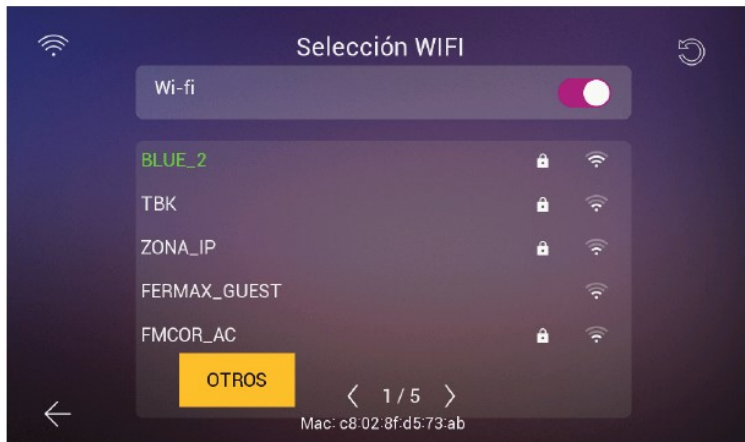 Selección WIFI
Wi-fi
BLUE_2
TBK
ZONA_IP
FERMAX_GUEST
FMCOR_AC
OTROS
1/5
Mac: c8:02:8f:d5:73:ab